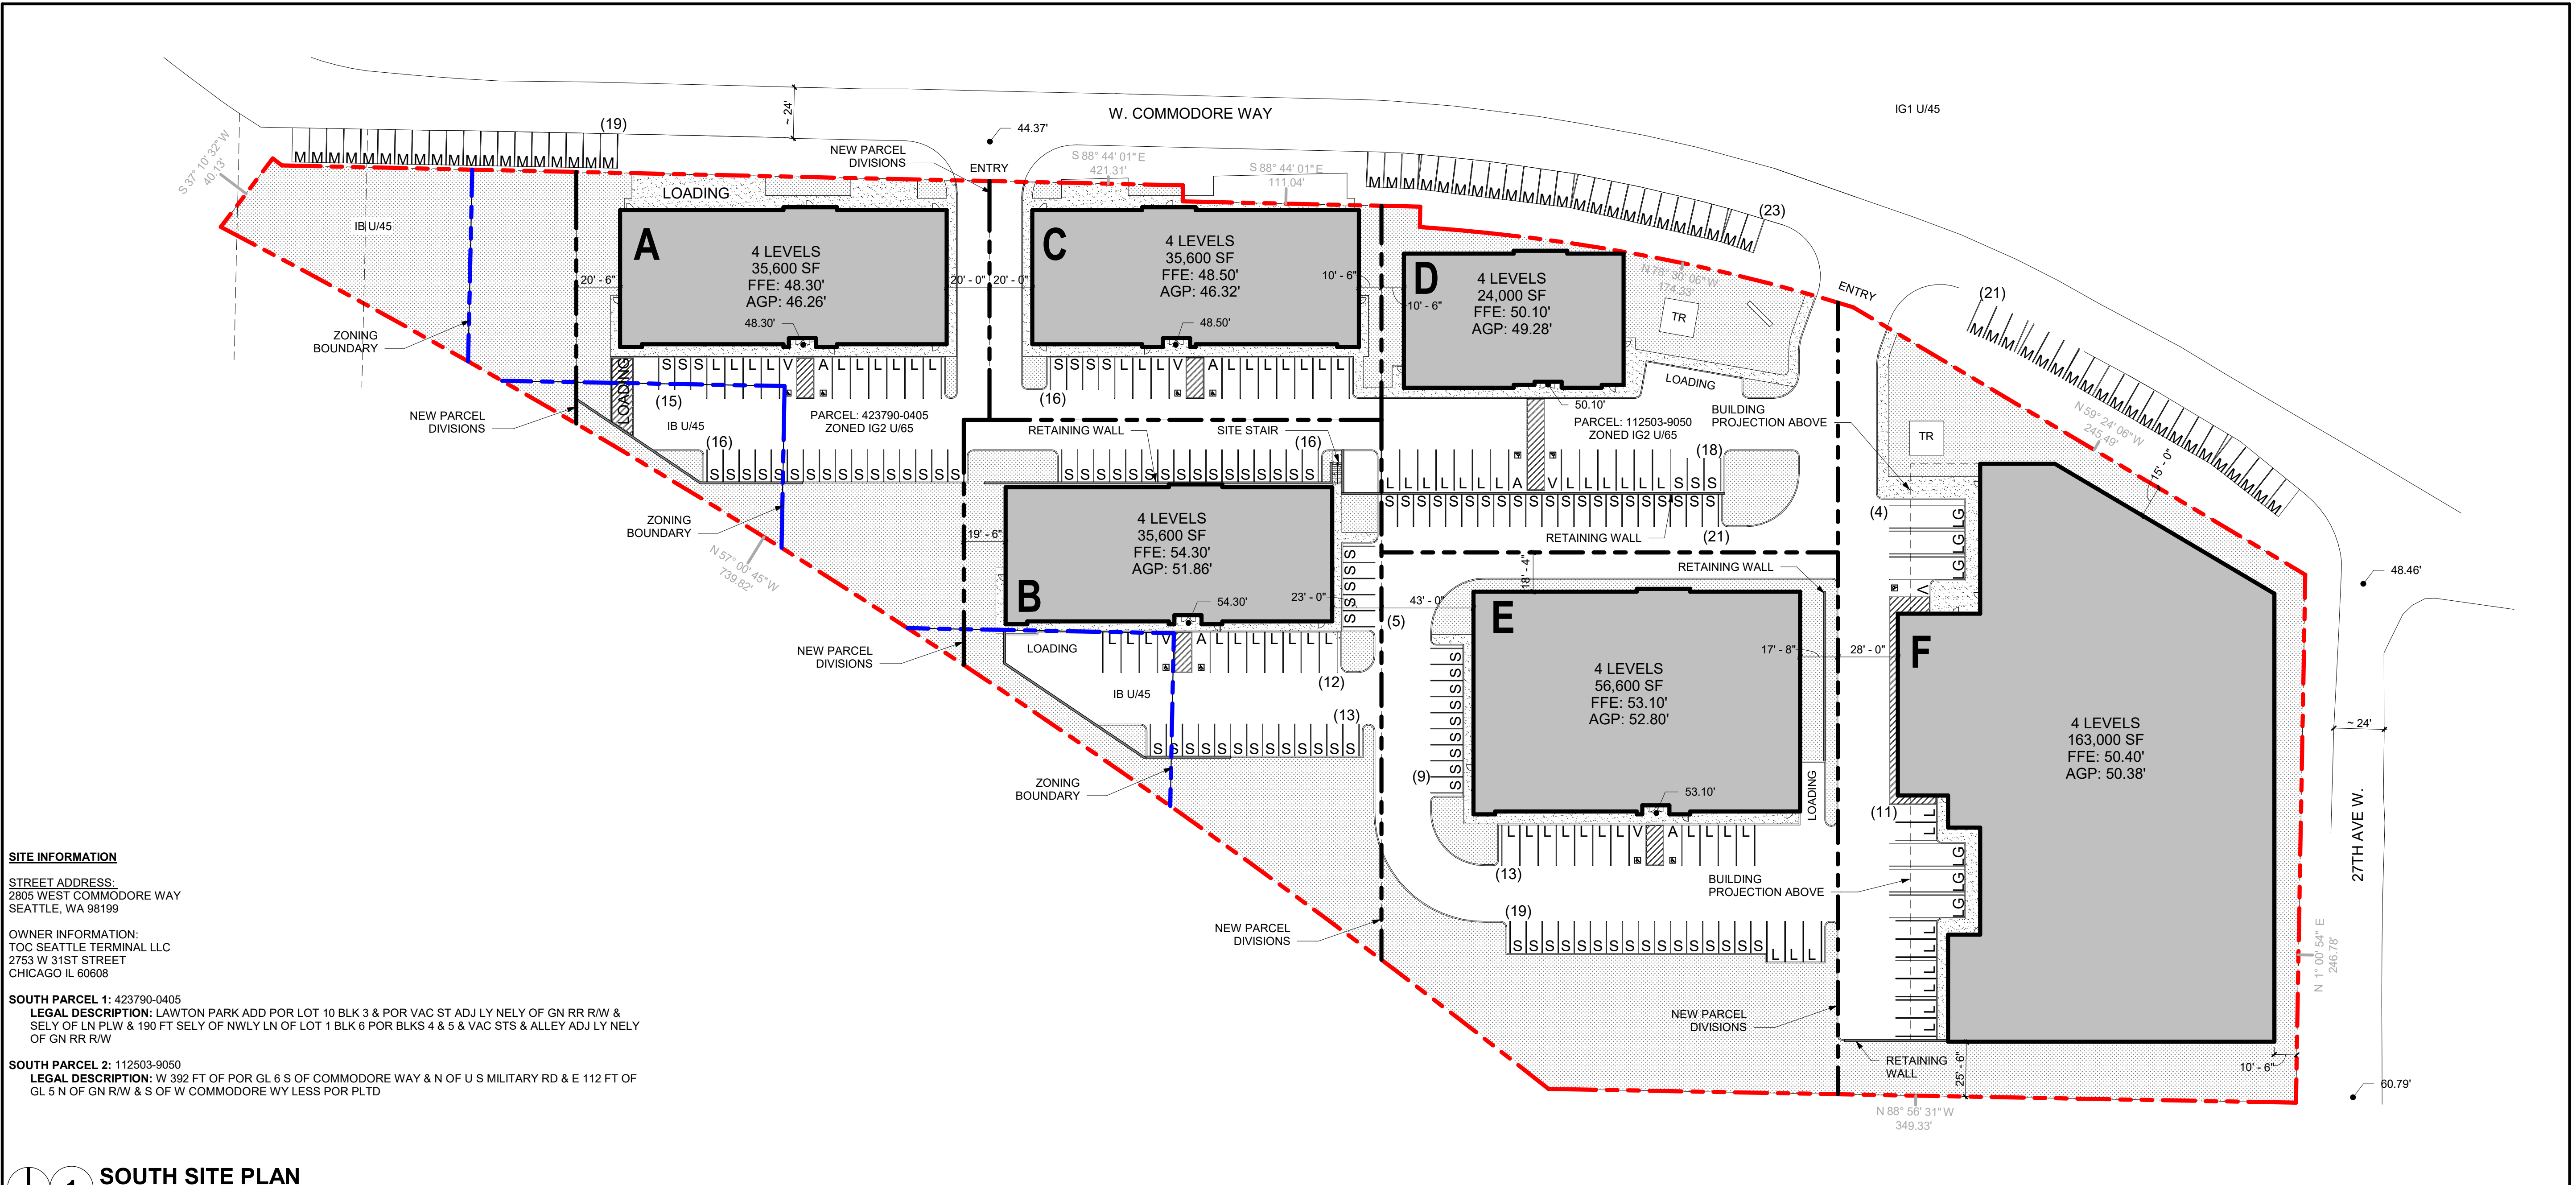 W. COMMODORE WAY
IG1 U/45
~ 24'
44.37'
(19)
M M M M M M M M M M M M M M M M M M M M
NEW PARCEL
DIVISIONS
ENTRY
S 88° 44' 01" E
421.31'
S 88° 44' 01" E
111.04'
(23)
S 37° 10' 32" W
40.13'
IB U/45
LOADING
A
4 LEVELS
35,600 SF
FFE: 48.30'
AGP: 46.26'
48.30'
20' - 6"
20' - 0"
20' - 0"
C
4 LEVELS
35,600 SF
FFE: 48.50'
AGP: 46.32'
48.50'
10' - 6"
10' - 6"
D
4 LEVELS
24,000 SF
FFE: 50.10'
AGP: 49.28'
50.10'
N 78° 30' 06" W
174.33'
TR
ENTRY
(21)
ZONING
BOUNDARY
LOADING
S S S L L L L V A L L L L L L L
(15)
S S S S L L L V A L L L L L L L L
(16)
LOADING
NEW PARCEL
DIVISIONS
IB U/45
PARCEL: 423790-0405
ZONED IG2 U/65
PARCEL: 112503-9050
ZONED IG2 U/65
BUILDING
PROJECTION ABOVE
N 59° 24' 06" W
245.49'
TR
15' - 0"
(16)
S S S S S S S S S S S S S S S S
RETAINING WALL
SITE STAIR
(16)
S S S S S S S S S S S S S S S S
(18)
L L L L L L L L A V L L L L L L L S S S
S S S S S S S S S S S S S S S S S S S S S
RETAINING WALL
(21)
(4)
LG
LG
LG
V
ZONING
BOUNDARY
N 57° 00' 45" W
739.82'
19' - 6"
B
4 LEVELS
35,600 SF
FFE: 54.30'
AGP: 51.86'
54.30'
23' - 0"
S
S
S
S
S
(5)
43' - 0"
18' - 4"
RETAINING WALL
48.46'
NEW PARCEL
DIVISIONS
LOADING
L L L V A L L L L L L L L
(12)
IB U/45
(13)
S S S S S S S S S S S S S
ZONING
BOUNDARY
E
4 LEVELS
56,600 SF
FFE: 53.10'
AGP: 52.80'
53.10'
17' - 8"
28' - 0"
S
S
S
S
S
S
S
S
S
(9)
LOADING
L L L L L L L L V A L L L L L
(13)
F
4 LEVELS
163,000 SF
FFE: 50.40'
AGP: 50.38'
(11)
L
L
LG
LG
LG
L
L
L
L
L
L
~ 24'
27TH AVE W.
BUILDING
PROJECTION ABOVE
(19)
S S S S S S S S S S S S S S S S L L L
NEW PARCEL
DIVISIONS
N 1° 00' 54" E
246.78'
NEW PARCEL
DIVISIONS
RETAINING
WALL
25' - 6"
10' - 6"
60.79'
N 88° 56' 31" W
349.33'
SITE INFORMATION
STREET ADDRESS:
2805 WEST COMMODORE WAY
SEATTLE, WA 98199
OWNER INFORMATION:
TOC SEATTLE TERMINAL LLC
2753 W 31ST STREET
CHICAGO IL 60608
SOUTH PARCEL 1: 423790-0405
LEGAL DESCRIPTION: LAWTON PARK ADD POR LOT 10 BLK 3 & POR VAC ST ADJ LY NELY OF GN RR R/W &
SELY OF LN PLW & 190 FT SELY OF NWLY LN OF LOT 1 BLK 6 POR BLKS 4 & 5 & VAC STS & ALLEY ADJ LY NELY
OF GN RR R/W
SOUTH PARCEL 2: 112503-9050
LEGAL DESCRIPTION: W 392 FT OF POR GL 6 S OF COMMODORE WAY & N OF U S MILITARY RD & E 112 FT OF
GL 5 N OF GN R/W & S OF W COMMODORE WY LESS POR PLTD
SOUTH SITE PLAN